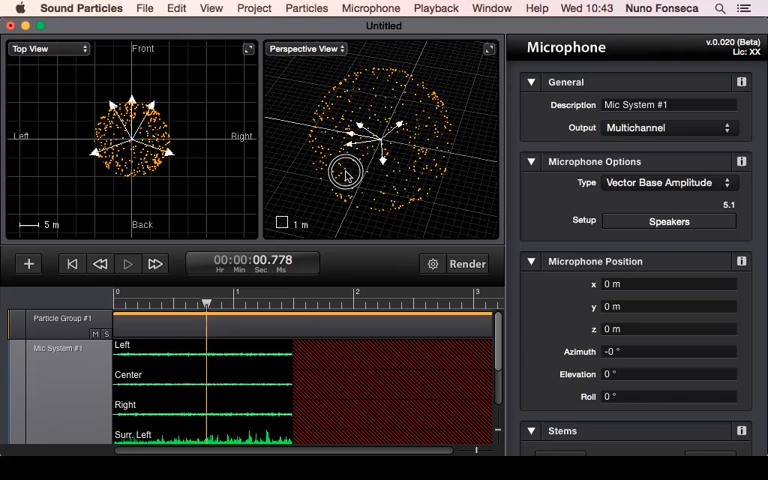 Sound Particles File Edit View Project Particles Microphone Playback Window Help Wed 10:43 Nuno Fonseca
Untitled
Top View
Front
Left
Right
Back
5 m
Perspective View
1 m
Microphone
v.0.020 (Beta)
Lic: XX
General
Description Mic System #1
Output Multichannel
Microphone Options
Type Vector Base Amplitude
5.1
Setup Speakers
Microphone Position
x 0 m
y 0 m
z 0 m
Azimuth -0 °
Elevation 0 °
Roll 0 °
Stems
00:00:00.778
Hr Min Sec Ms
Render
0 1 2 3
Particle Group #1
M S
Mic System #1
Left
Center
Right
Surr. Left